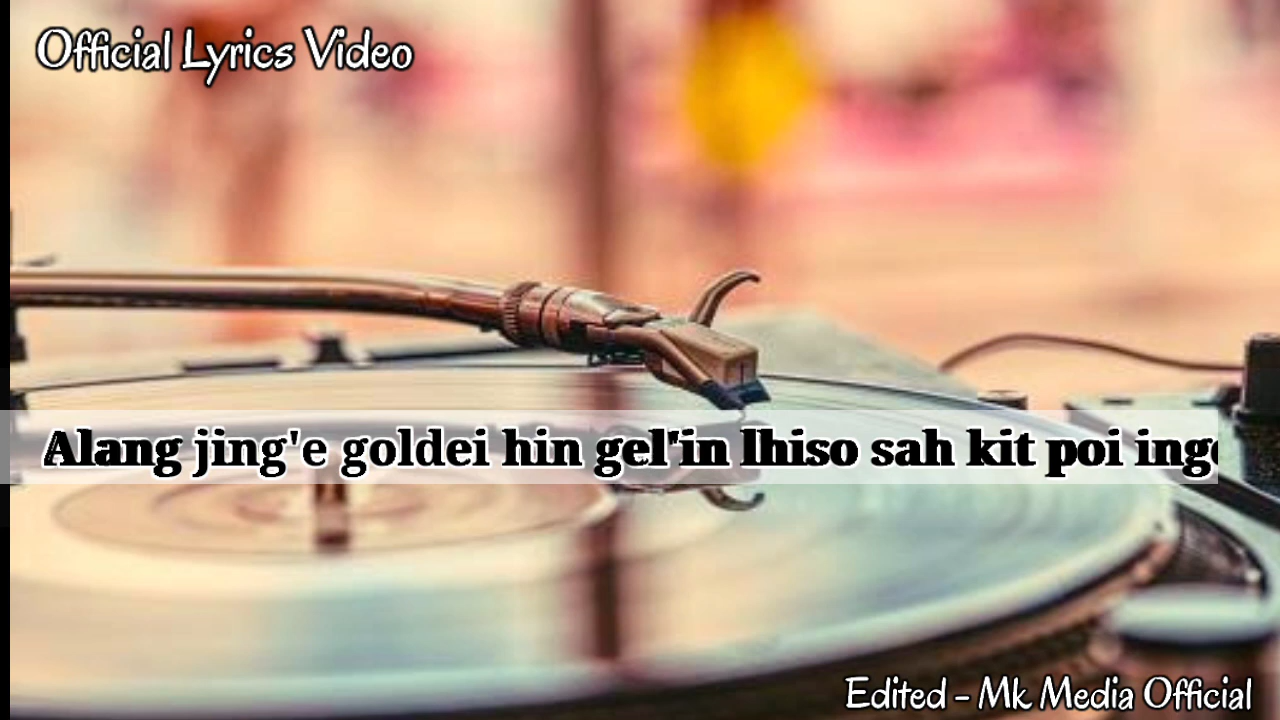 Official Lyrics Video
Alang jing'e goldei hin gel'in lhiso sah kit poi
Edited - Mk Media Official